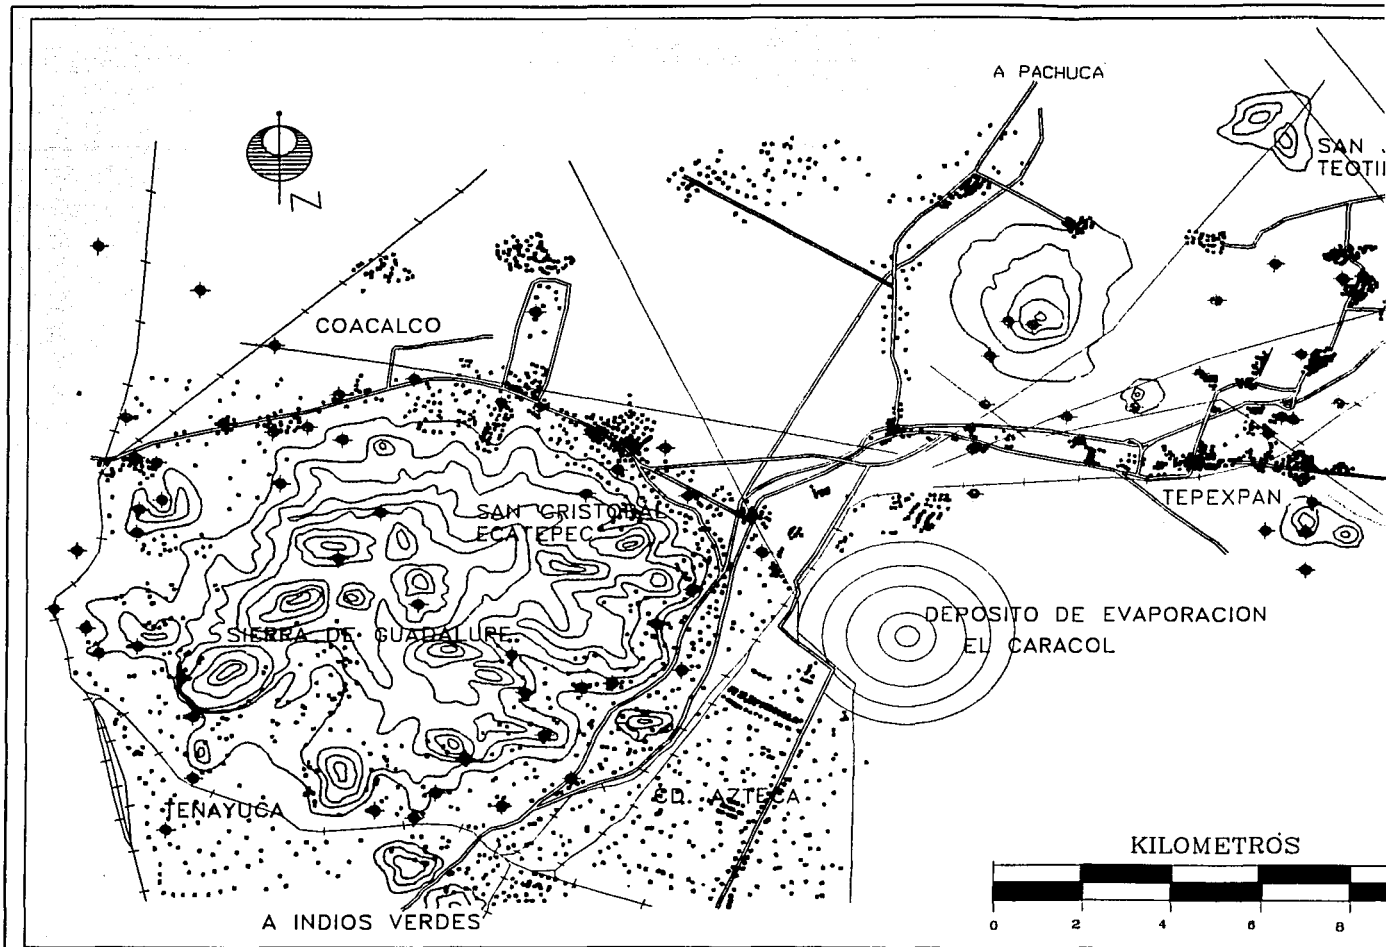 A PACHUCA
SAN
TEOTI
Z
COACALCO
SAN CRISTOBAL
ECATEPEC
TEPEXPAN
DEPOSITO DE EVAPORACION
EL CARACOL
SIERRA DE GUADALUPE
TENAYUCA
CD. AZTECA
KILOMETROS
0 2 4 6 8
A INDIOS VERDES